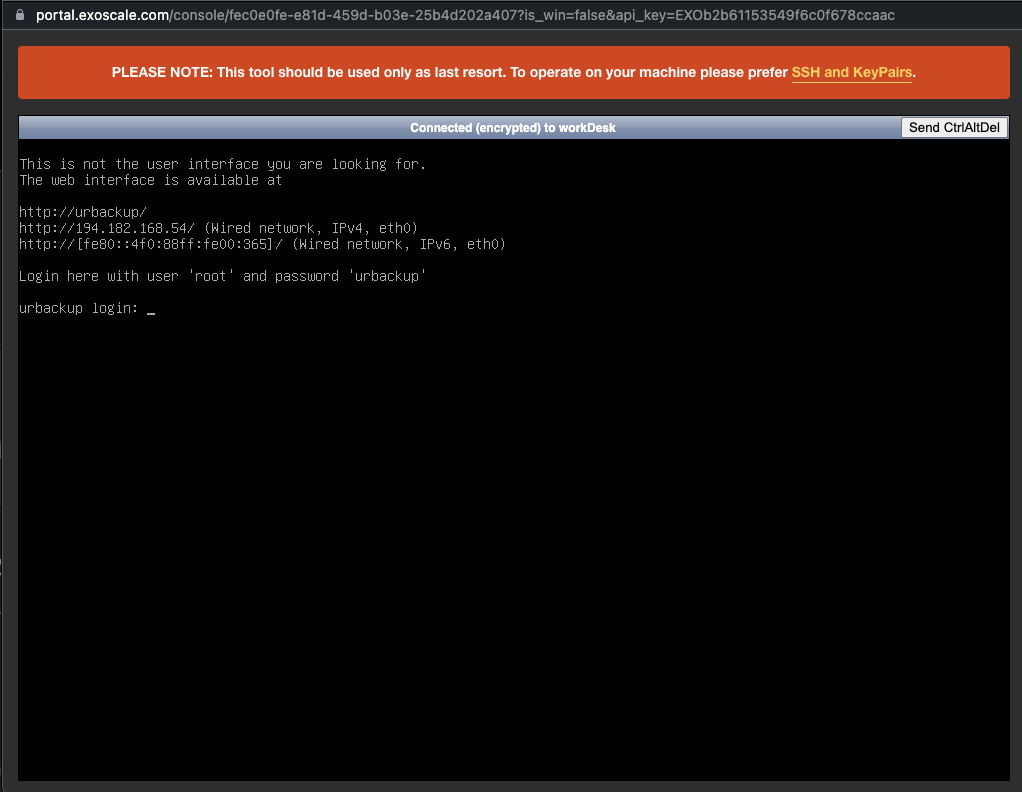 portal.exoscale.com/console/fec0e0fe-e81d-459d-b03e-25b4d202a407?is_win=false&api_key=EXOb2b61153549f6c0f678ccaac
PLEASE NOTE: This tool should be used only as last resort. To operate on your machine please prefer SSH and KeyPairs.
Connected (encrypted) to workDesk
Send CtrlAltDel
This is not the user interface you are looking for.
The web interface is available at
http://urbackup/
http://194.182.168.54/ (Wired network, IPv4, eth0)
http://[fe80::4f0:88ff:fe00:365]/ (Wired network, IPv6, eth0)
Login here with user 'root' and password 'urbackup'
urbackup login: _